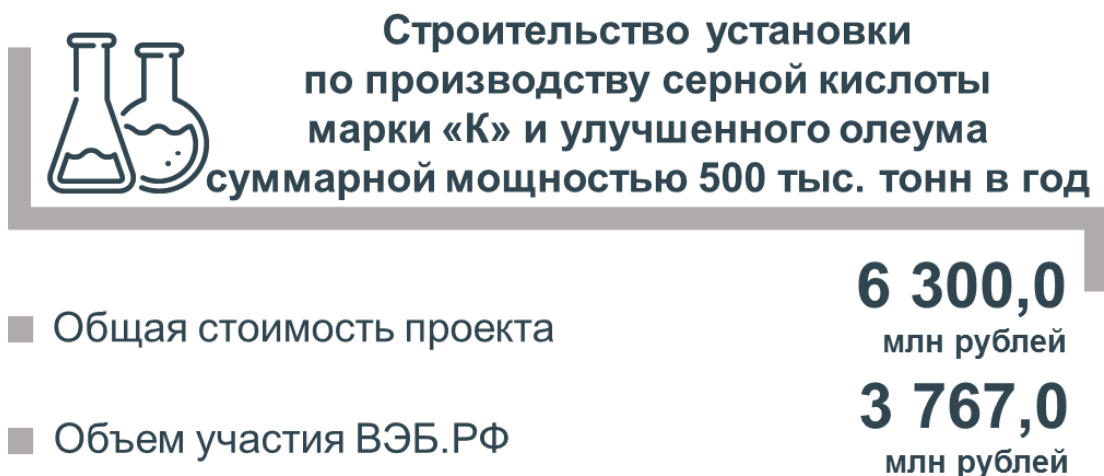 Строительство установки
по производству серной кислоты
марки «К» и улучшенного олеума
суммарной мощностью 500 тыс. тонн в год
Общая стоимость проекта
6 300,0
млн рублей
Объем участия ВЭБ.РФ
3 767,0
млн рублей